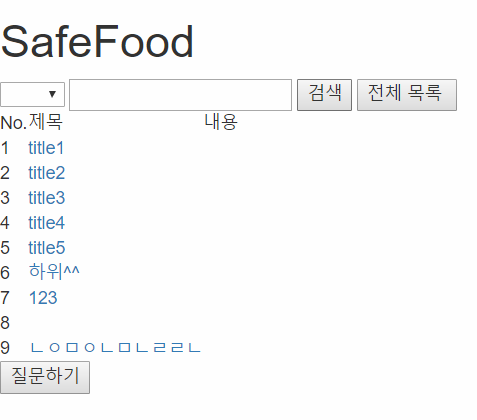 SafeFood
검색 전체 목록
No. 제목 내용
1 title1
2 title2
3 title3
4 title4
5 title5
6 하위^^
7 123
8
9 ㄴㅇㅁㅇㄴㅁㄴㄹㄹㄴ
질문하기